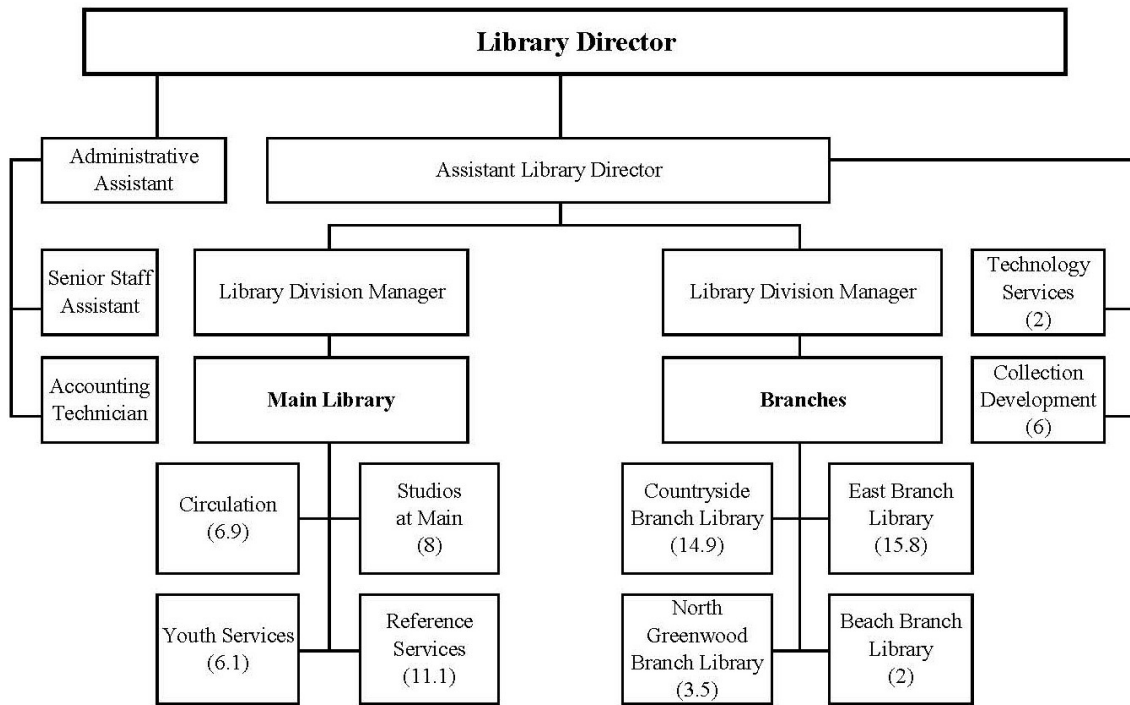 Library Director
Administrative
Assistant
Assistant Library Director
Senior Staff
Assistant
Library Division Manager
Library Division Manager
Technology
Services
(2)
Accounting
Technician
Main Library
Branches
Collection
Development
(6)
Circulation
(6.9)
Studios
at Main
(8)
Countryside
Branch Library
(14.9)
East Branch
Library
(15.8)
Youth Services
(6.1)
Reference
Services
(11.1)
North
Greenwood
Branch Library
(3.5)
Beach Branch
Library
(2)